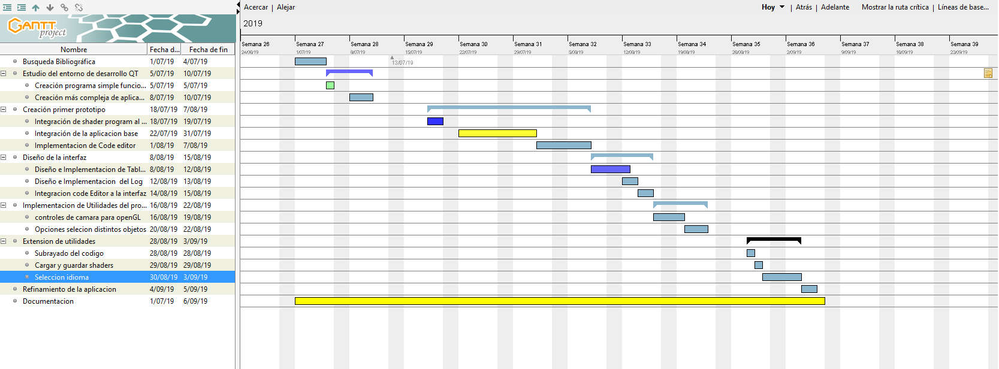 Acercar | Alejar
Hoy | Atrás | Adelante Mostrar la ruta crítica | Líneas de base...
GANTT project
2019
Nombre Fecha d... Fecha de fin
Semana 26 Semana 27 Semana 28 Semana 29 Semana 30 Semana 31 Semana 32 Semana 33 Semana 34 Semana 35 Semana 36 Semana 37 Semana 38 Semana 39
24/06/19 1/07/19 8/07/19 15/07/19 22/07/19 29/07/19 5/08/19 12/08/19 19/08/19 26/08/19 2/09/19 9/09/19 16/09/19 23/09/19
13/07/19
Busqueda Bibliográfica 1/07/19 4/07/19
Estudio del entorno de desarrollo QT 5/07/19 10/07/19
Creación programa simple funcio... 5/07/19 5/07/19
Creación más compleja de aplica... 8/07/19 10/07/19
Creación primer prototipo 18/07/19 7/08/19
Integración de shader program al ... 18/07/19 19/07/19
Integración de la aplicacion base 22/07/19 31/07/19
Implementacion de Code editor 1/08/19 7/08/19
Diseño de la interfaz 8/08/19 15/08/19
Diseño e Implementacion de Tabl... 8/08/19 12/08/19
Diseño e Implementacion del Log 12/08/19 13/08/19
Integracion code Editor a la interfaz 14/08/19 15/08/19
Implementacion de Utilidades del pro... 16/08/19 22/08/19
controles de camara para openGL 16/08/19 19/08/19
Opciones selecion distintos objetos 20/08/19 22/08/19
Extension de utilidades 28/08/19 3/09/19
Subrayado del codigo 28/08/19 28/08/19
Cargar y guardar shaders 29/08/19 29/08/19
Seleccion idioma 30/08/19 3/09/19
Refinamiento de la aplicacion 4/09/19 5/09/19
Documentacion 1/07/19 6/09/19